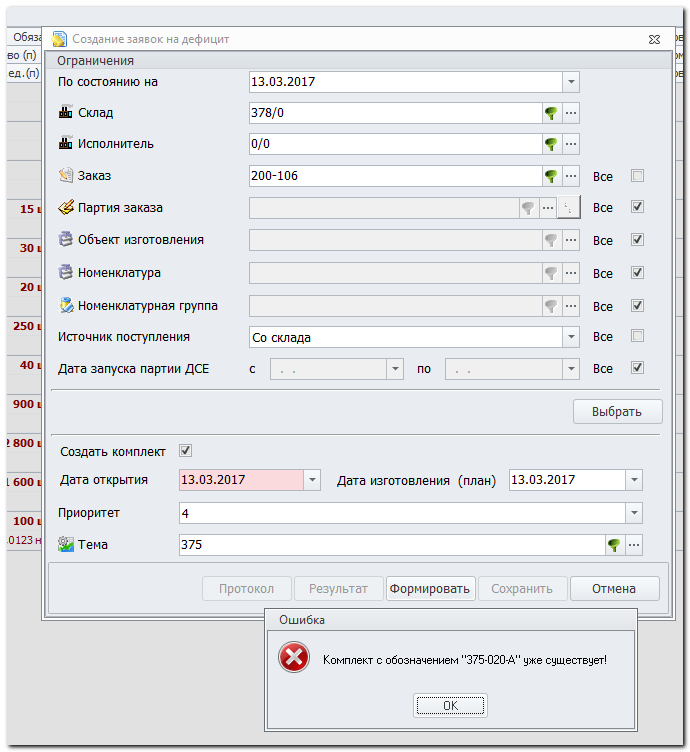 Обяза
Создание заявок на дефицит
во (п)
ед.(п)
Ограничения
По состоянию на 13.03.2017
Склад 378/0 ...
Исполнитель 0/0 ...
Заказ 200-106 ... Все
15 ш
Партия заказа ... Все
30 ш
Объект изготовления ... Все
Номенклатура ... Все
20 ш
Номенклатурная группа ... Все
250 ш
Источник поступления Со склада Все
40 ш
Дата запуска партии ДСЕ с . . по . . Все
900 ш
Выбрать
2 800 ш
Создать комплект
1 600 ш
Дата открытия 13.03.2017 Дата изготовления (план) 13.03.2017
100 ш
Приоритет 4
.0123 н
Тема 375 ...
Протокол Результат Формировать Сохранить Отмена
Ошибка
Комплект с обозначением "375-020-А" уже существует!
OK